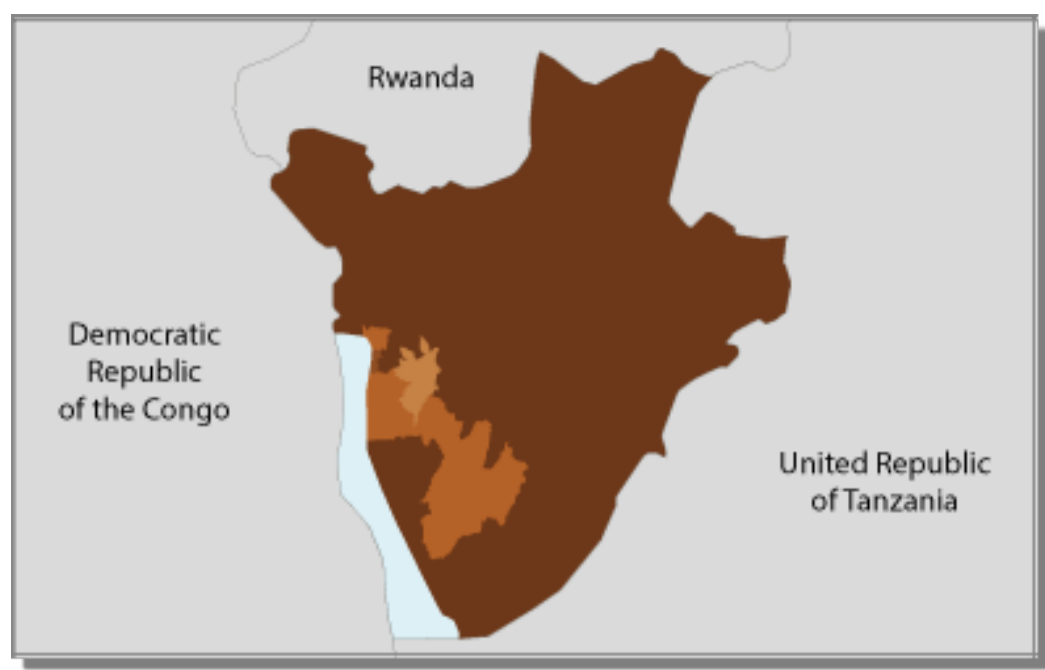 Rwanda
Democratic
Republic
of the Congo
United Republic
of Tanzania